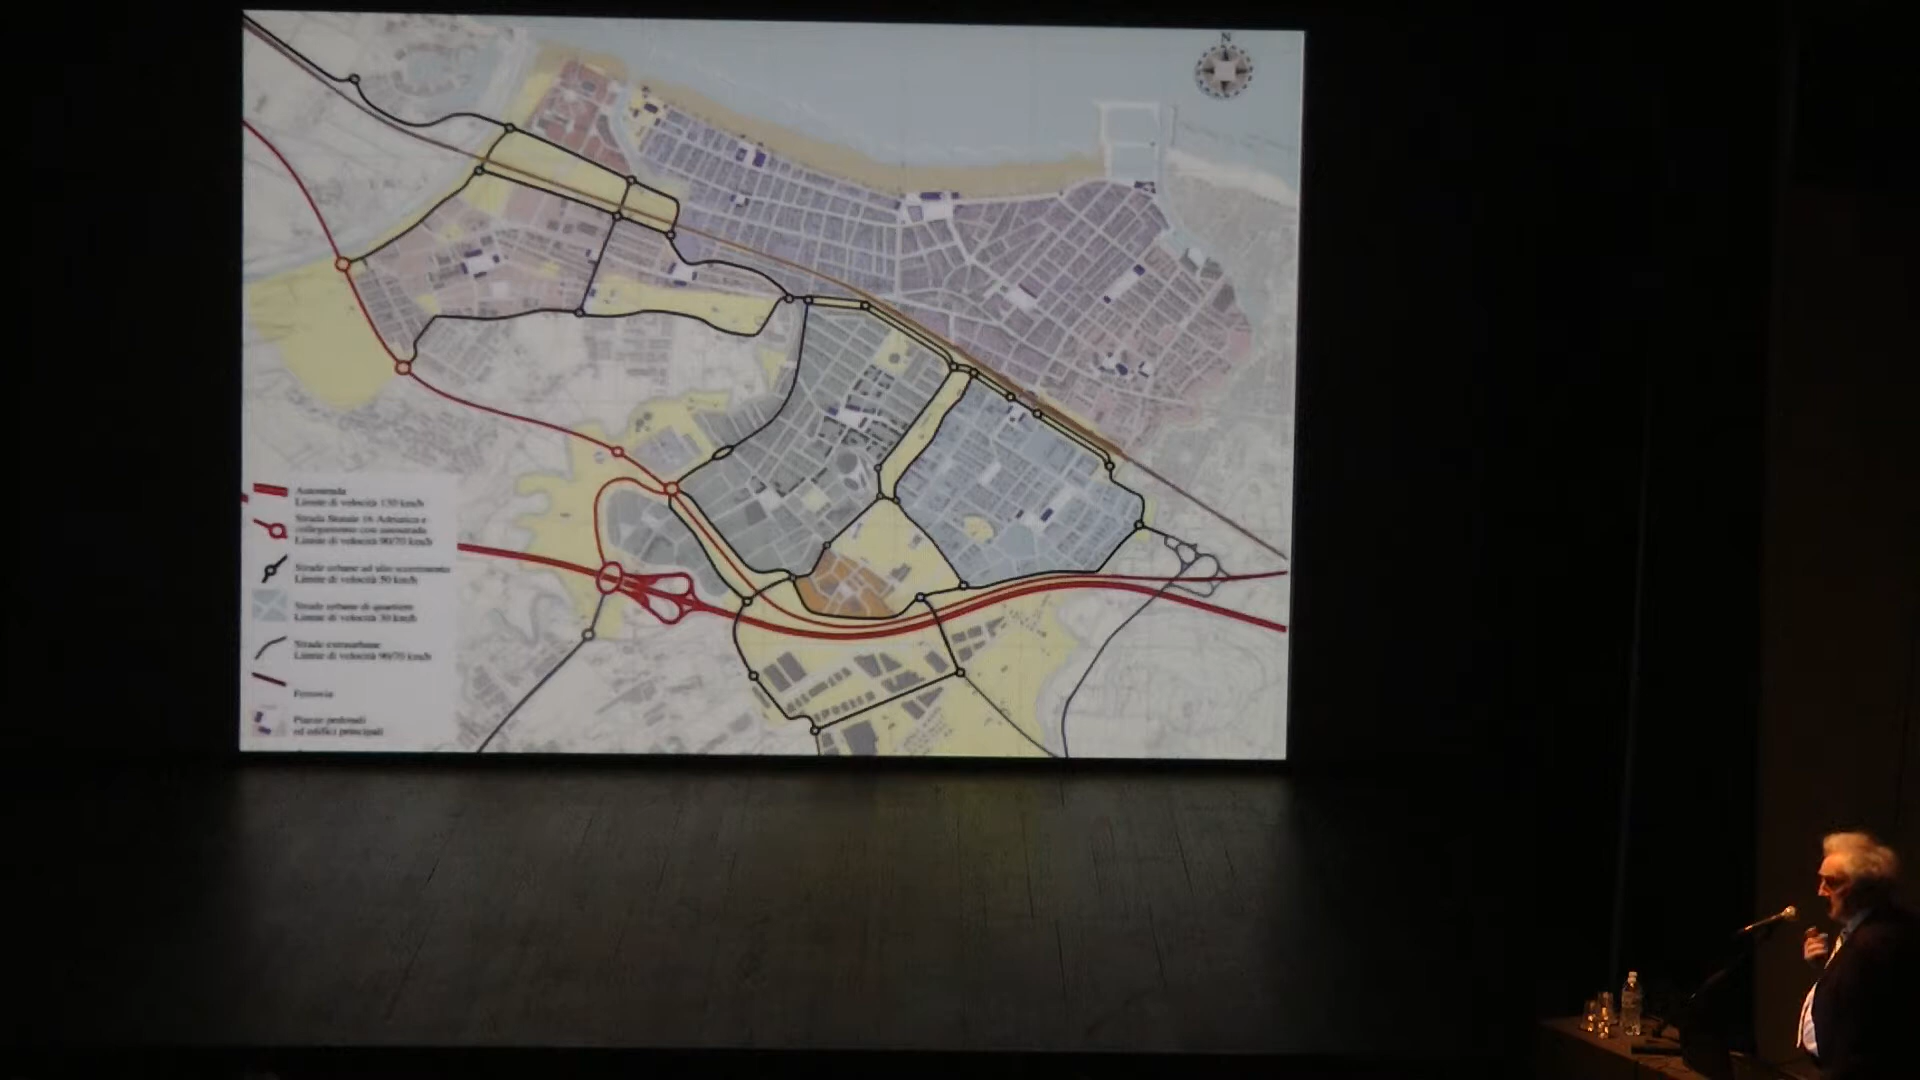 N
Autostrada
Limite di velocità 130 km/h
Strada Statale 16 Adriatica e
collegamento con autostrada
Limite di velocità 90/70 km/h
Strade urbane ad alto scorrimento
Limite di velocità 50 km/h
Strade urbane di quartiere
Limite di velocità 30 km/h
Strade extraurbane
Limite di velocità 90/70 km/h
Ferrovia
Piazze pedonali
ed edifici principali